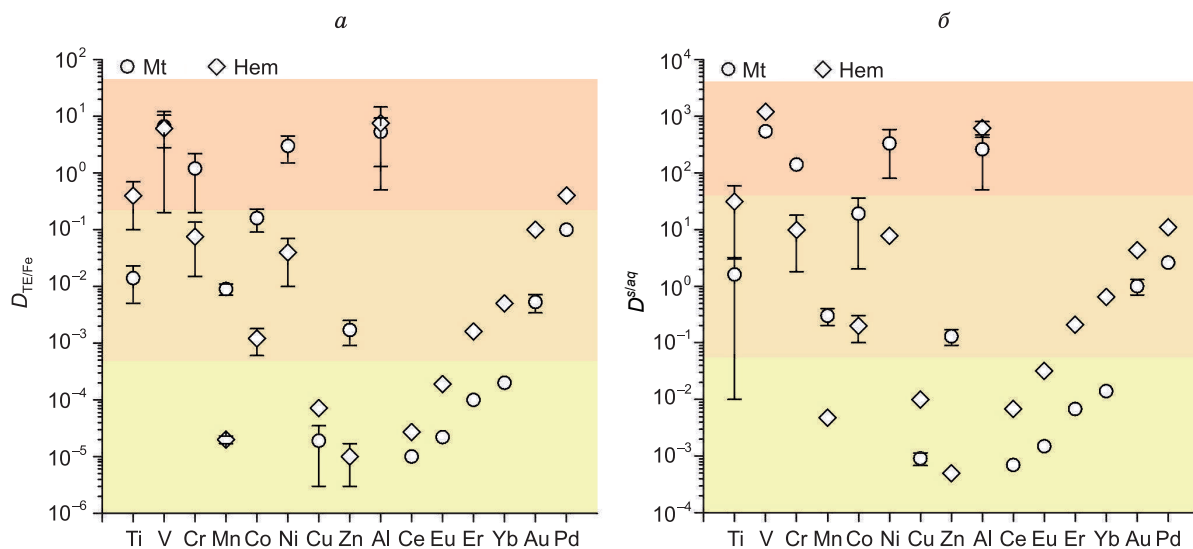 а
10²
10¹
10⁰
10⁻¹
10⁻²
10⁻³
10⁻⁴
10⁻⁵
10⁻⁶
D_TE/Fe
Mt Hem
Ti V Cr Mn Co Ni Cu Zn Al Ce Eu Er Yb Au Pd
б
10⁴
10³
10²
10¹
10⁰
10⁻¹
10⁻²
10⁻³
10⁻⁴
D^s/aq
Mt Hem
Ti V Cr Mn Co Ni Cu Zn Al Ce Eu Er Yb Au Pd